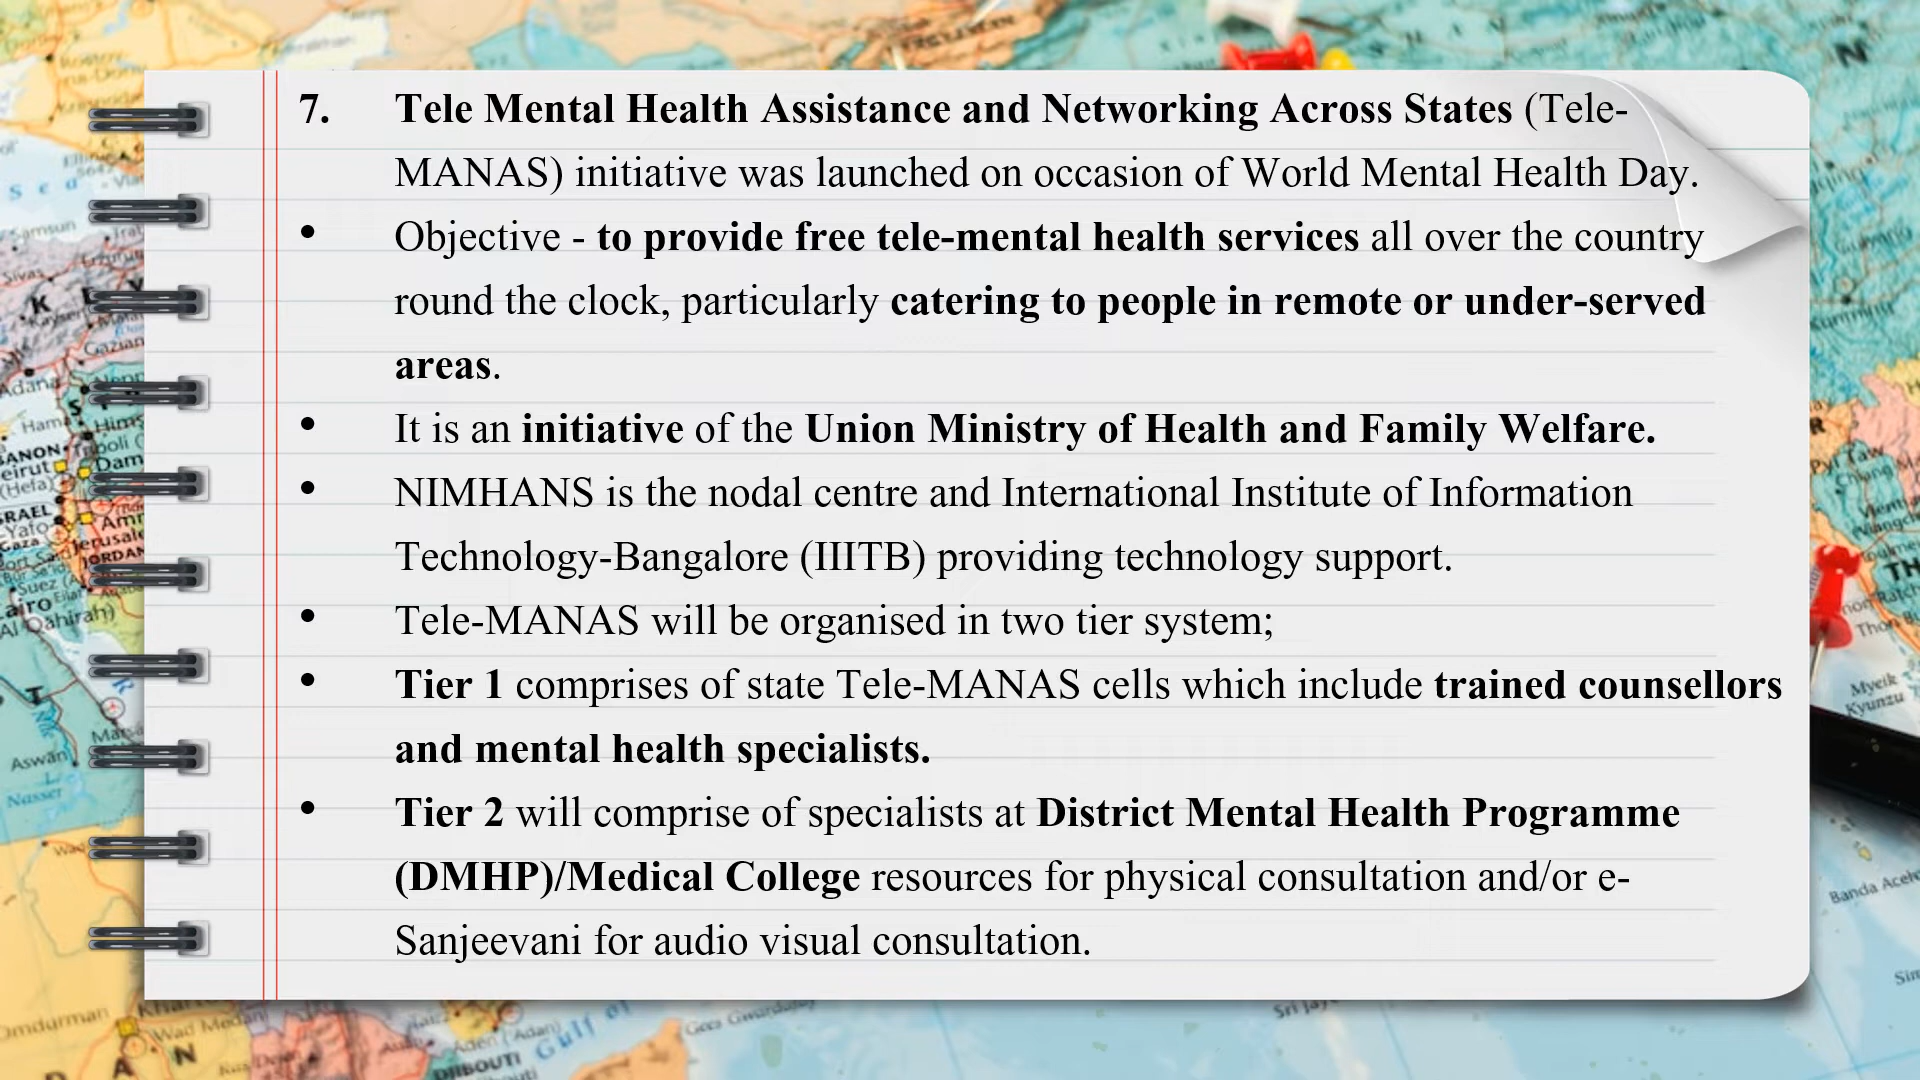 7. Tele Mental Health Assistance and Networking Across States (Tele-
MANAS) initiative was launched on occasion of World Mental Health Day.
• Objective - to provide free tele-mental health services all over the country
round the clock, particularly catering to people in remote or under-served
areas.
• It is an initiative of the Union Ministry of Health and Family Welfare.
• NIMHANS is the nodal centre and International Institute of Information
Technology-Bangalore (IIITB) providing technology support.
• Tele-MANAS will be organised in two tier system;
• Tier 1 comprises of state Tele-MANAS cells which include trained counsellors
and mental health specialists.
• Tier 2 will comprise of specialists at District Mental Health Programme
(DMHP)/Medical College resources for physical consultation and/or e-
Sanjeevani for audio visual consultation.